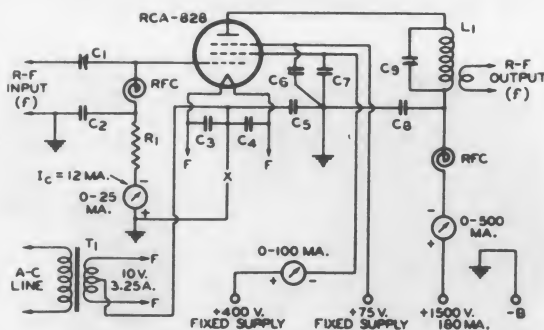 RCA-828
L1
C1
R-F
INPUT
(f)
RFC
C6
C7
C9
R-F
OUTPUT
(f)
C2
C3
C4
C5
C8
R1
F
F
X
RFC
IC = 12 MA.
-
0-25
MA.
+
-
0-500
MA.
+
T1
F
A-C
LINE
10 V.
3.25 A.
F
0-100 MA.
+
-
+400 V.
FIXED SUPPLY
+75 V.
FIXED SUPPLY
+1500 V.
180 MA.
-B